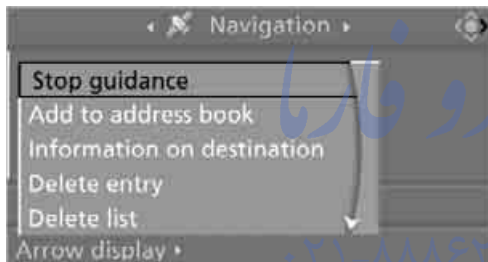 Navigation
Stop guidance
Add to address book
Information on destination
Delete entry
Delete list
Arrow display